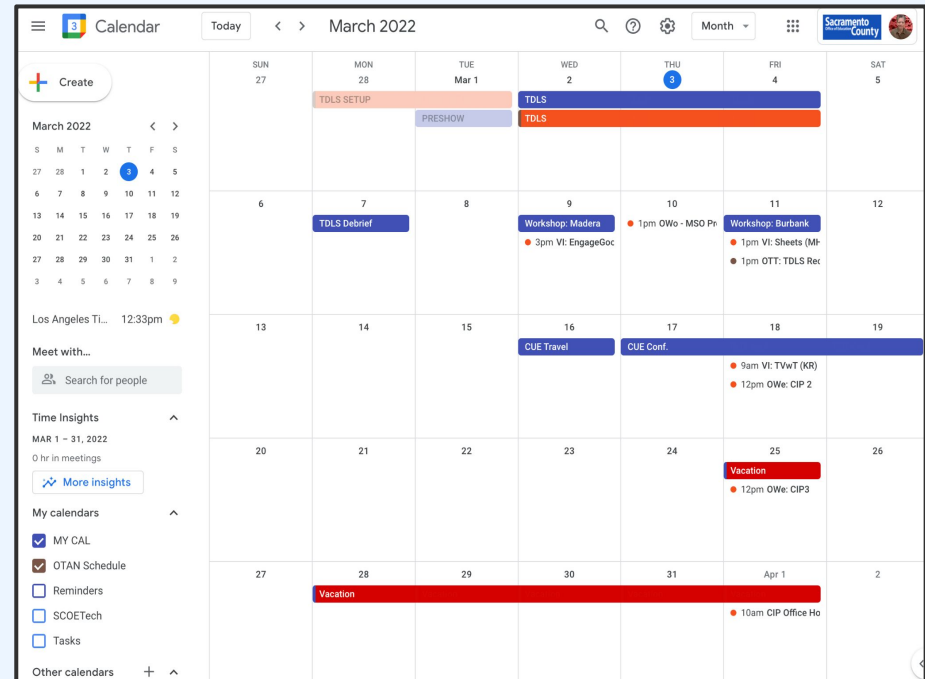 3 Calendar Today March 2022 Month Sacramento County
Office of Education
Create
March 2022
S M T W T F S
27 28 1 2 3 4 5
6 7 8 9 10 11 12
13 14 15 16 17 18 19
20 21 22 23 24 25 26
27 28 29 30 31 1 2
3 4 5 6 7 8 9
Los Angeles Ti... 12:33pm
Meet with...
Search for people
Time Insights
MAR 1 – 31, 2022
0 hr in meetings
More insights
My calendars
MY CAL
OTAN Schedule
Reminders
SCOETech
Tasks
Other calendars
SUN MON TUE WED THU FRI SAT
27 28 Mar 1 2 3 4 5
TDLS SETUP TDLS
PRESHOW TDLS
6 7 8 9 10 11 12
TDLS Debrief Workshop: Madera 1pm OWo - MSO Pr Workshop: Burbank
3pm VI: EngageGoc 1pm VI: Sheets (MH
1pm OTT: TDLS Rec
13 14 15 16 17 18 19
CUE Travel CUE Conf.
9am VI: TVwT (KR)
12pm OWe: CIP 2
20 21 22 23 24 25 26
Vacation
12pm OWe: CIP3
27 28 29 30 31 Apr 1 2
Vacation
10am CIP Office Ho